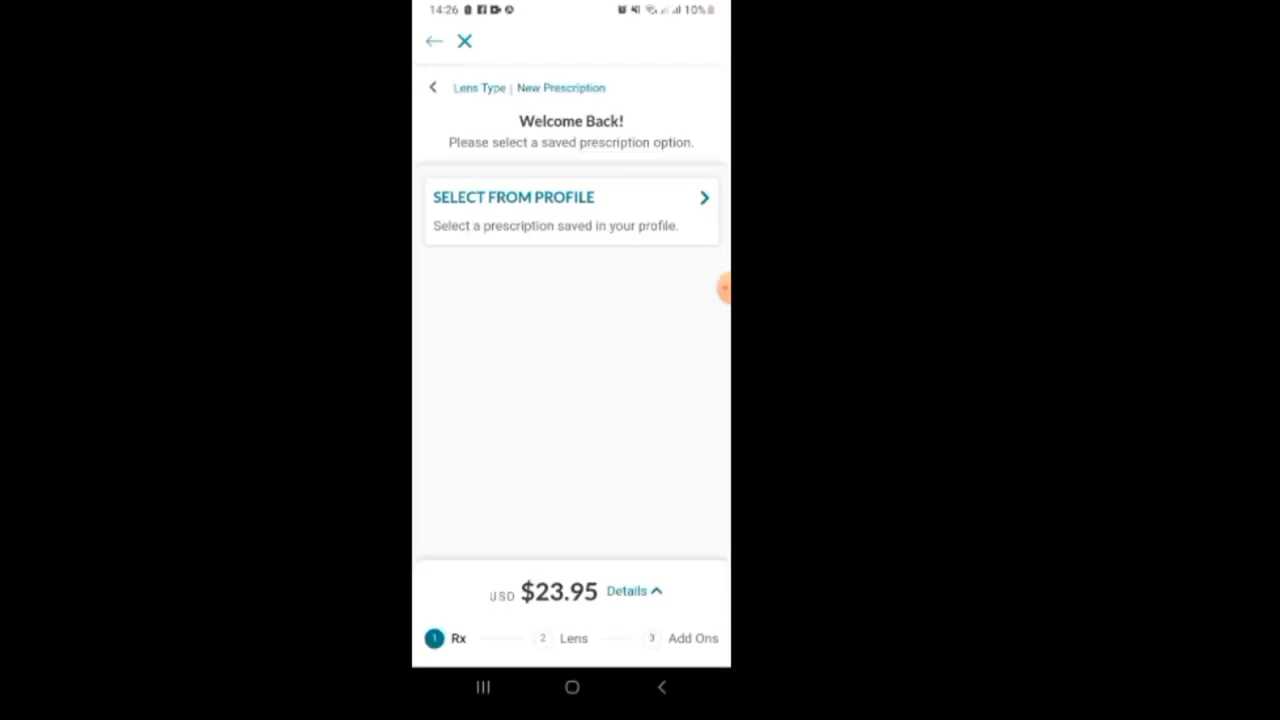 14:26 10%
Lens Type | New Prescription
Welcome Back!
Please select a saved prescription option.
SELECT FROM PROFILE
Select a prescription saved in your profile.
USD $23.95 Details
1 Rx 2 Lens 3 Add Ons